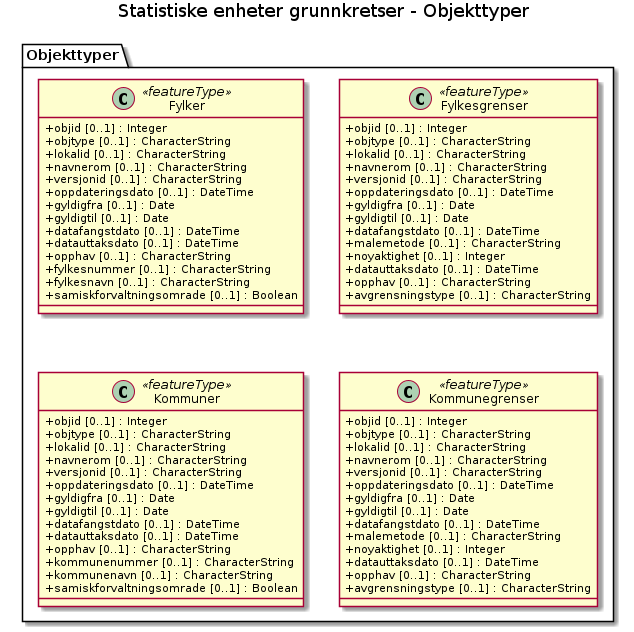 Statistiske enheter grunnkretser - Objekttyper
Objekttyper
C «featureType»
Fylker
+objid [0..1] : Integer
+objtype [0..1] : CharacterString
+lokalid [0..1] : CharacterString
+navnerom [0..1] : CharacterString
+versjonid [0..1] : CharacterString
+oppdateringsdato [0..1] : DateTime
+gyldigfra [0..1] : Date
+gyldigtil [0..1] : Date
+datafangstdato [0..1] : DateTime
+datauttaksdato [0..1] : DateTime
+opphav [0..1] : CharacterString
+fylkesnummer [0..1] : CharacterString
+fylkesnavn [0..1] : CharacterString
+samiskforvaltningsomrade [0..1] : Boolean
C «featureType»
Fylkesgrenser
+objid [0..1] : Integer
+objtype [0..1] : CharacterString
+lokalid [0..1] : CharacterString
+navnerom [0..1] : CharacterString
+versjonid [0..1] : CharacterString
+oppdateringsdato [0..1] : DateTime
+gyldigfra [0..1] : Date
+gyldigtil [0..1] : Date
+datafangstdato [0..1] : DateTime
+malemetode [0..1] : CharacterString
+noyaktighet [0..1] : Integer
+datauttaksdato [0..1] : DateTime
+opphav [0..1] : CharacterString
+avgrensningstype [0..1] : CharacterString
C «featureType»
Kommuner
+objid [0..1] : Integer
+objtype [0..1] : CharacterString
+lokalid [0..1] : CharacterString
+navnerom [0..1] : CharacterString
+versjonid [0..1] : CharacterString
+oppdateringsdato [0..1] : DateTime
+gyldigfra [0..1] : Date
+gyldigtil [0..1] : Date
+datafangstdato [0..1] : DateTime
+datauttaksdato [0..1] : DateTime
+opphav [0..1] : CharacterString
+kommunenummer [0..1] : CharacterString
+kommunenavn [0..1] : CharacterString
+samiskforvaltningsomrade [0..1] : Boolean
C «featureType»
Kommunegrenser
+objid [0..1] : Integer
+objtype [0..1] : CharacterString
+lokalid [0..1] : CharacterString
+navnerom [0..1] : CharacterString
+versjonid [0..1] : CharacterString
+oppdateringsdato [0..1] : DateTime
+gyldigfra [0..1] : Date
+gyldigtil [0..1] : Date
+datafangstdato [0..1] : DateTime
+malemetode [0..1] : CharacterString
+noyaktighet [0..1] : Integer
+datauttaksdato [0..1] : DateTime
+opphav [0..1] : CharacterString
+avgrensningstype [0..1] : CharacterString